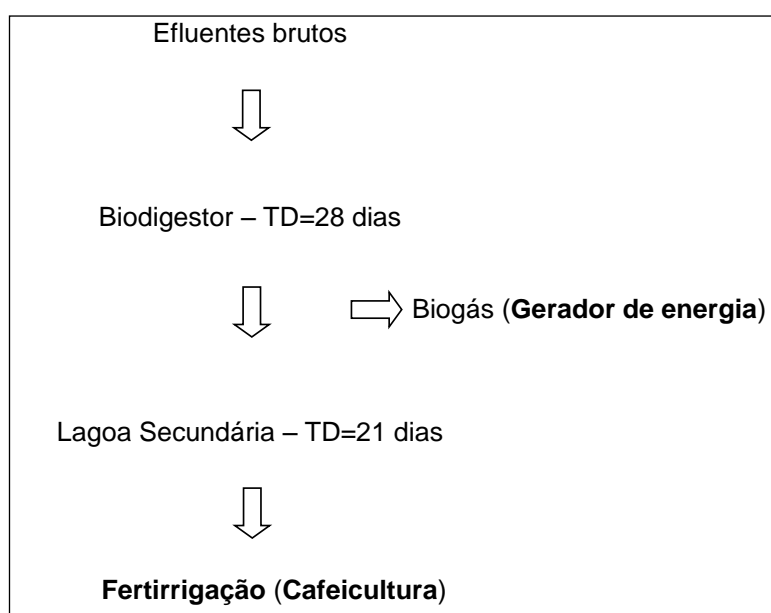 Efluentes brutos
Biodigestor – TD=28 dias
Biogás (Gerador de energia)
Lagoa Secundária – TD=21 dias
Fertirrigação (Cafeicultura)